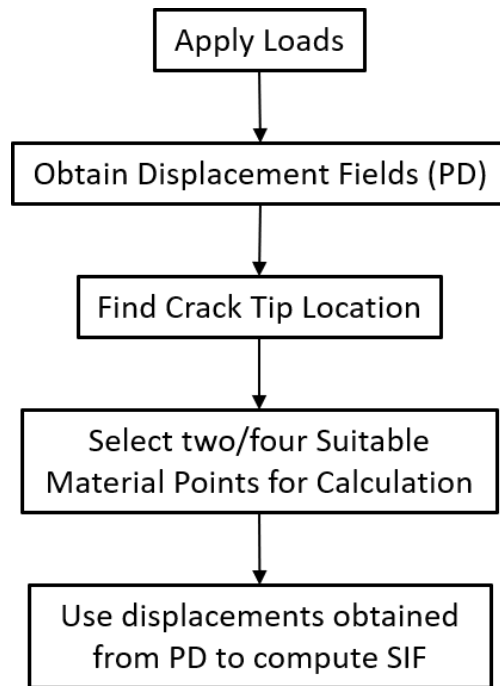 Apply Loads
Obtain Displacement Fields (PD)
Find Crack Tip Location
Select two/four Suitable
Material Points for Calculation
Use displacements obtained
from PD to compute SIF